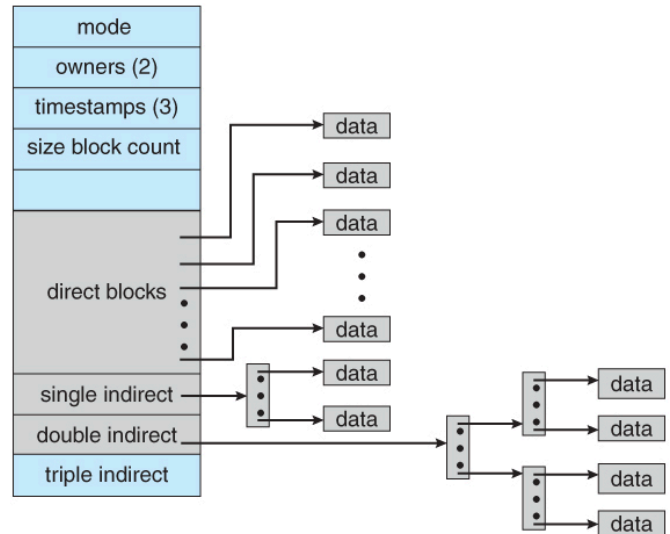 mode
owners (2)
timestamps (3)
size block count
direct blocks
single indirect
double indirect
triple indirect
data
data
data
data
data
data
data
data
data
data